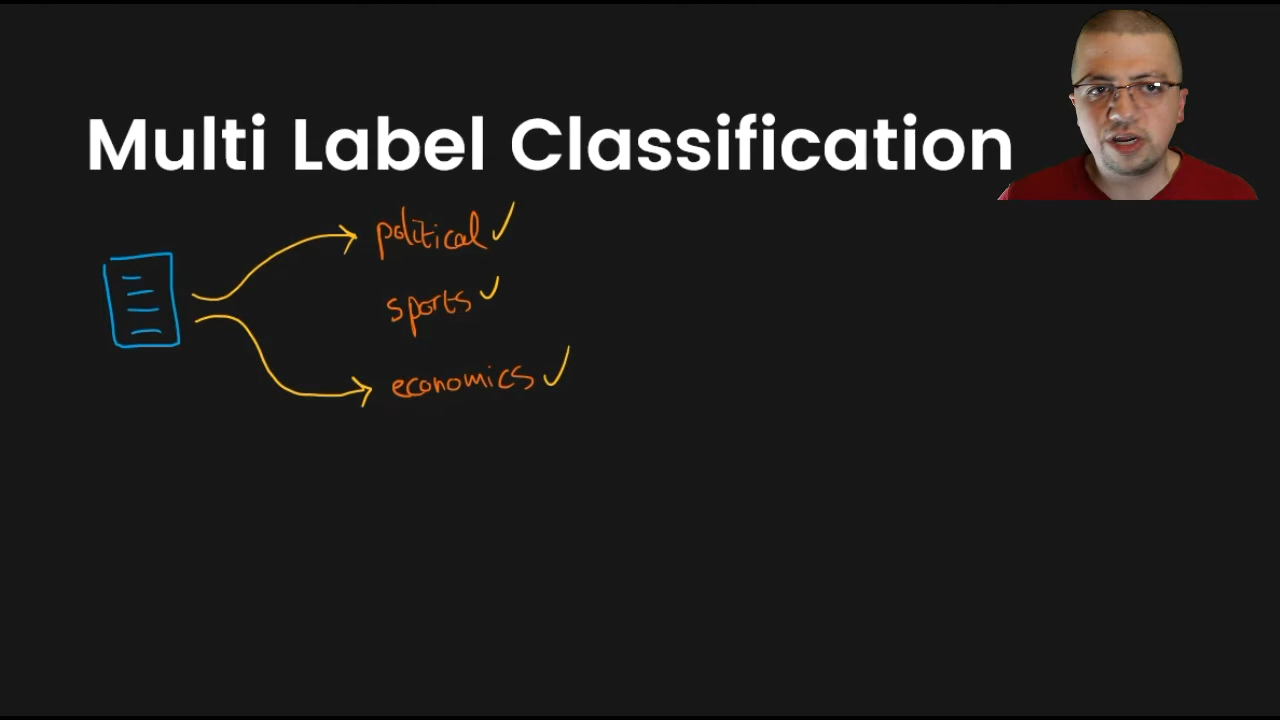 Multi Label Classification
political
sports
economics